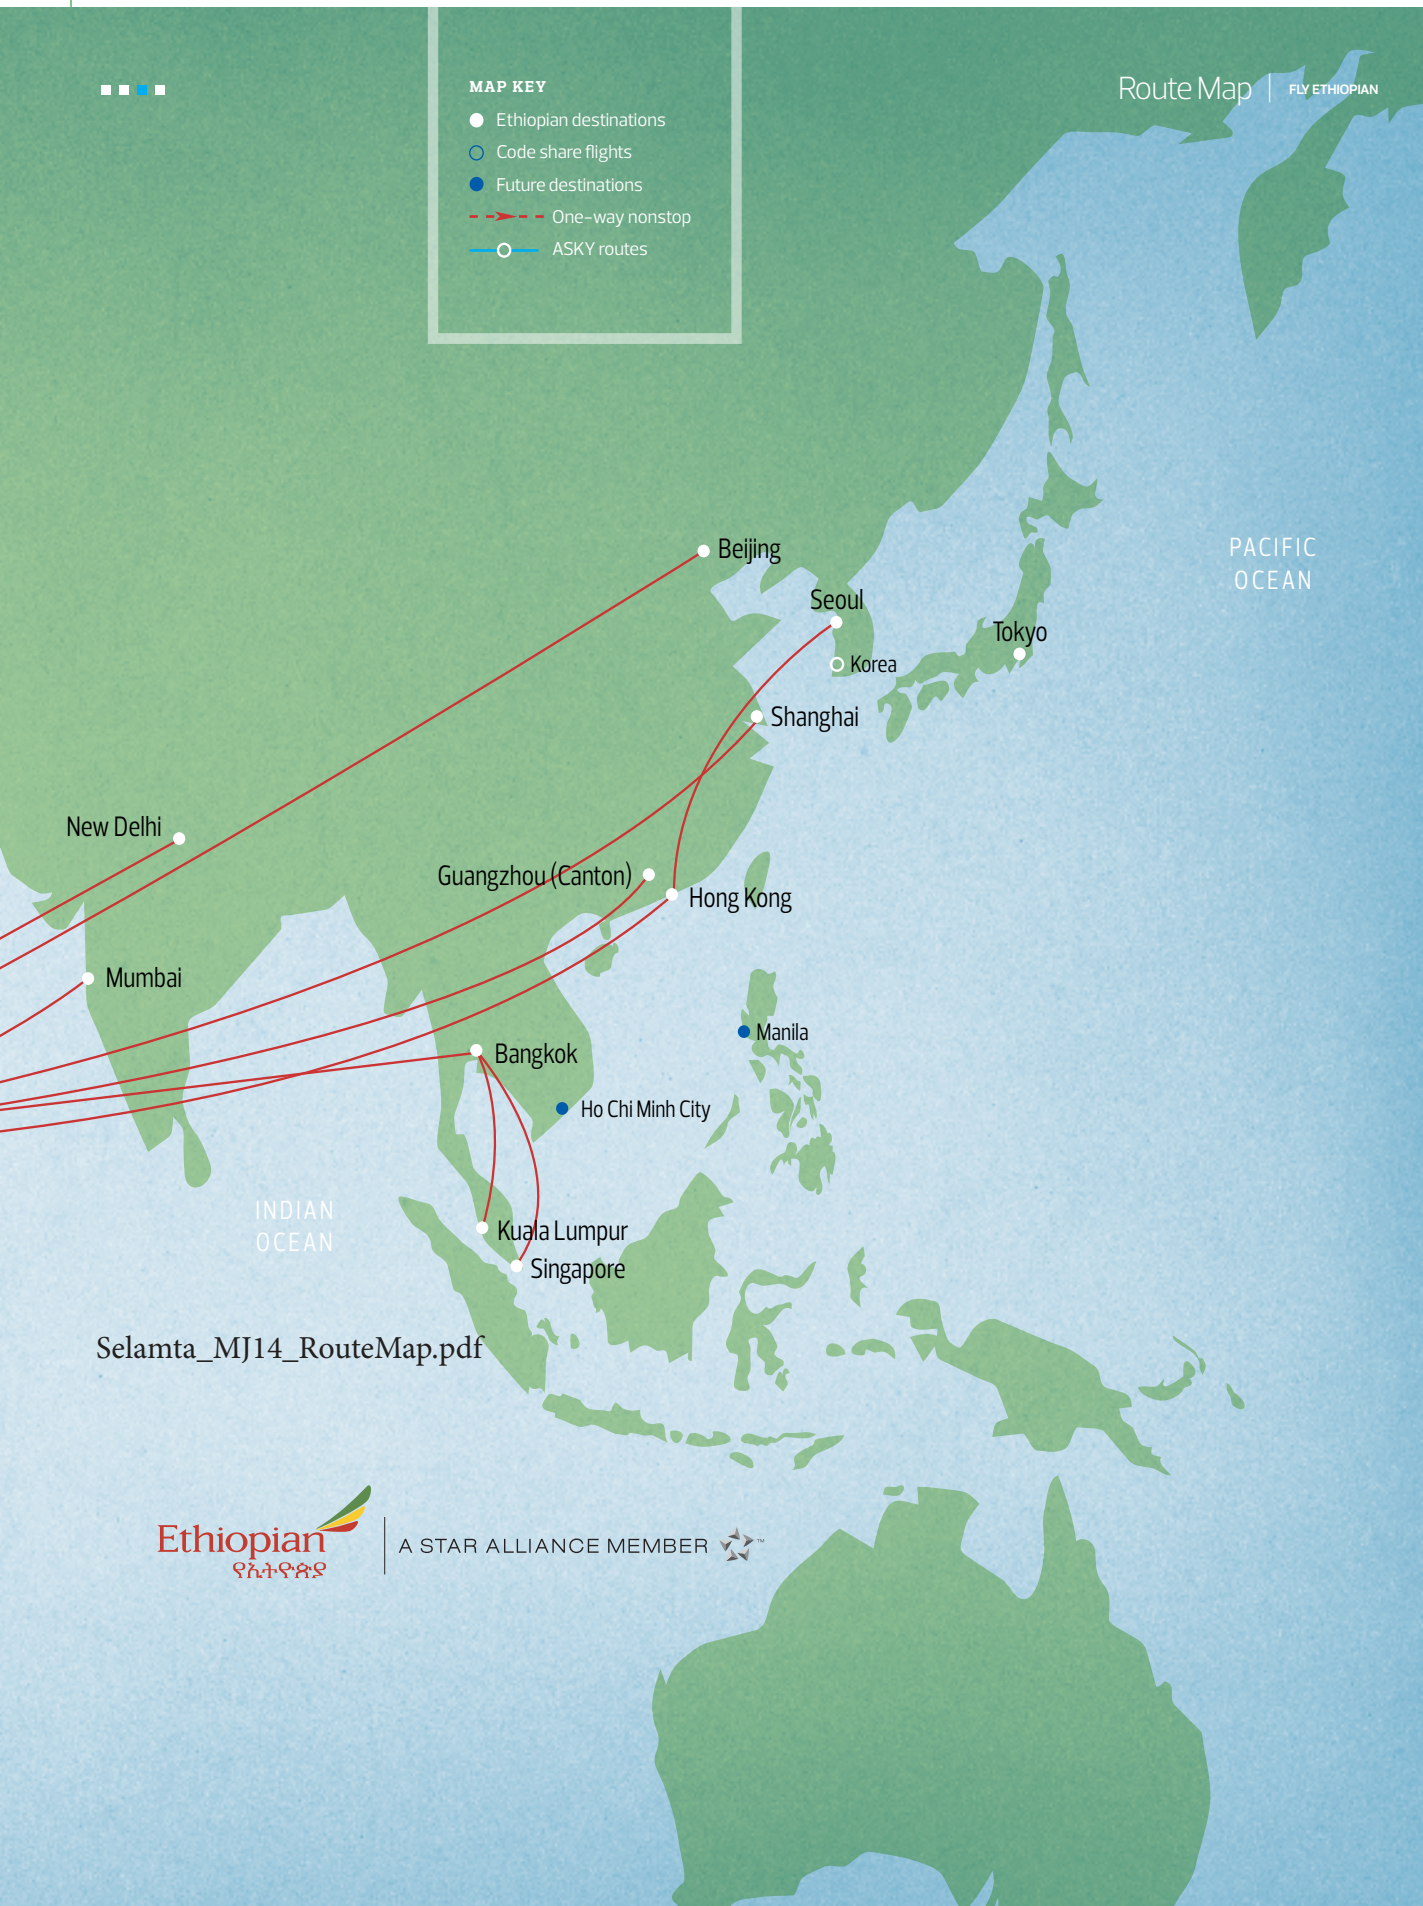 Route Map
FLY ETHIOPIAN
MAP KEY
Ethiopian destinations
Code share flights
Future destinations
One-way nonstop
ASKY routes
Beijing
PACIFIC
OCEAN
Seoul
Tokyo
Korea
Shanghai
New Delhi
Guangzhou (Canton)
Hong Kong
Mumbai
Manila
Bangkok
Ho Chi Minh City
INDIAN
OCEAN
Kuala Lumpur
Singapore
Selamta_MJ14_RouteMap.pdf
Ethiopian
የኢትዮጵያ
A STAR ALLIANCE MEMBER ™